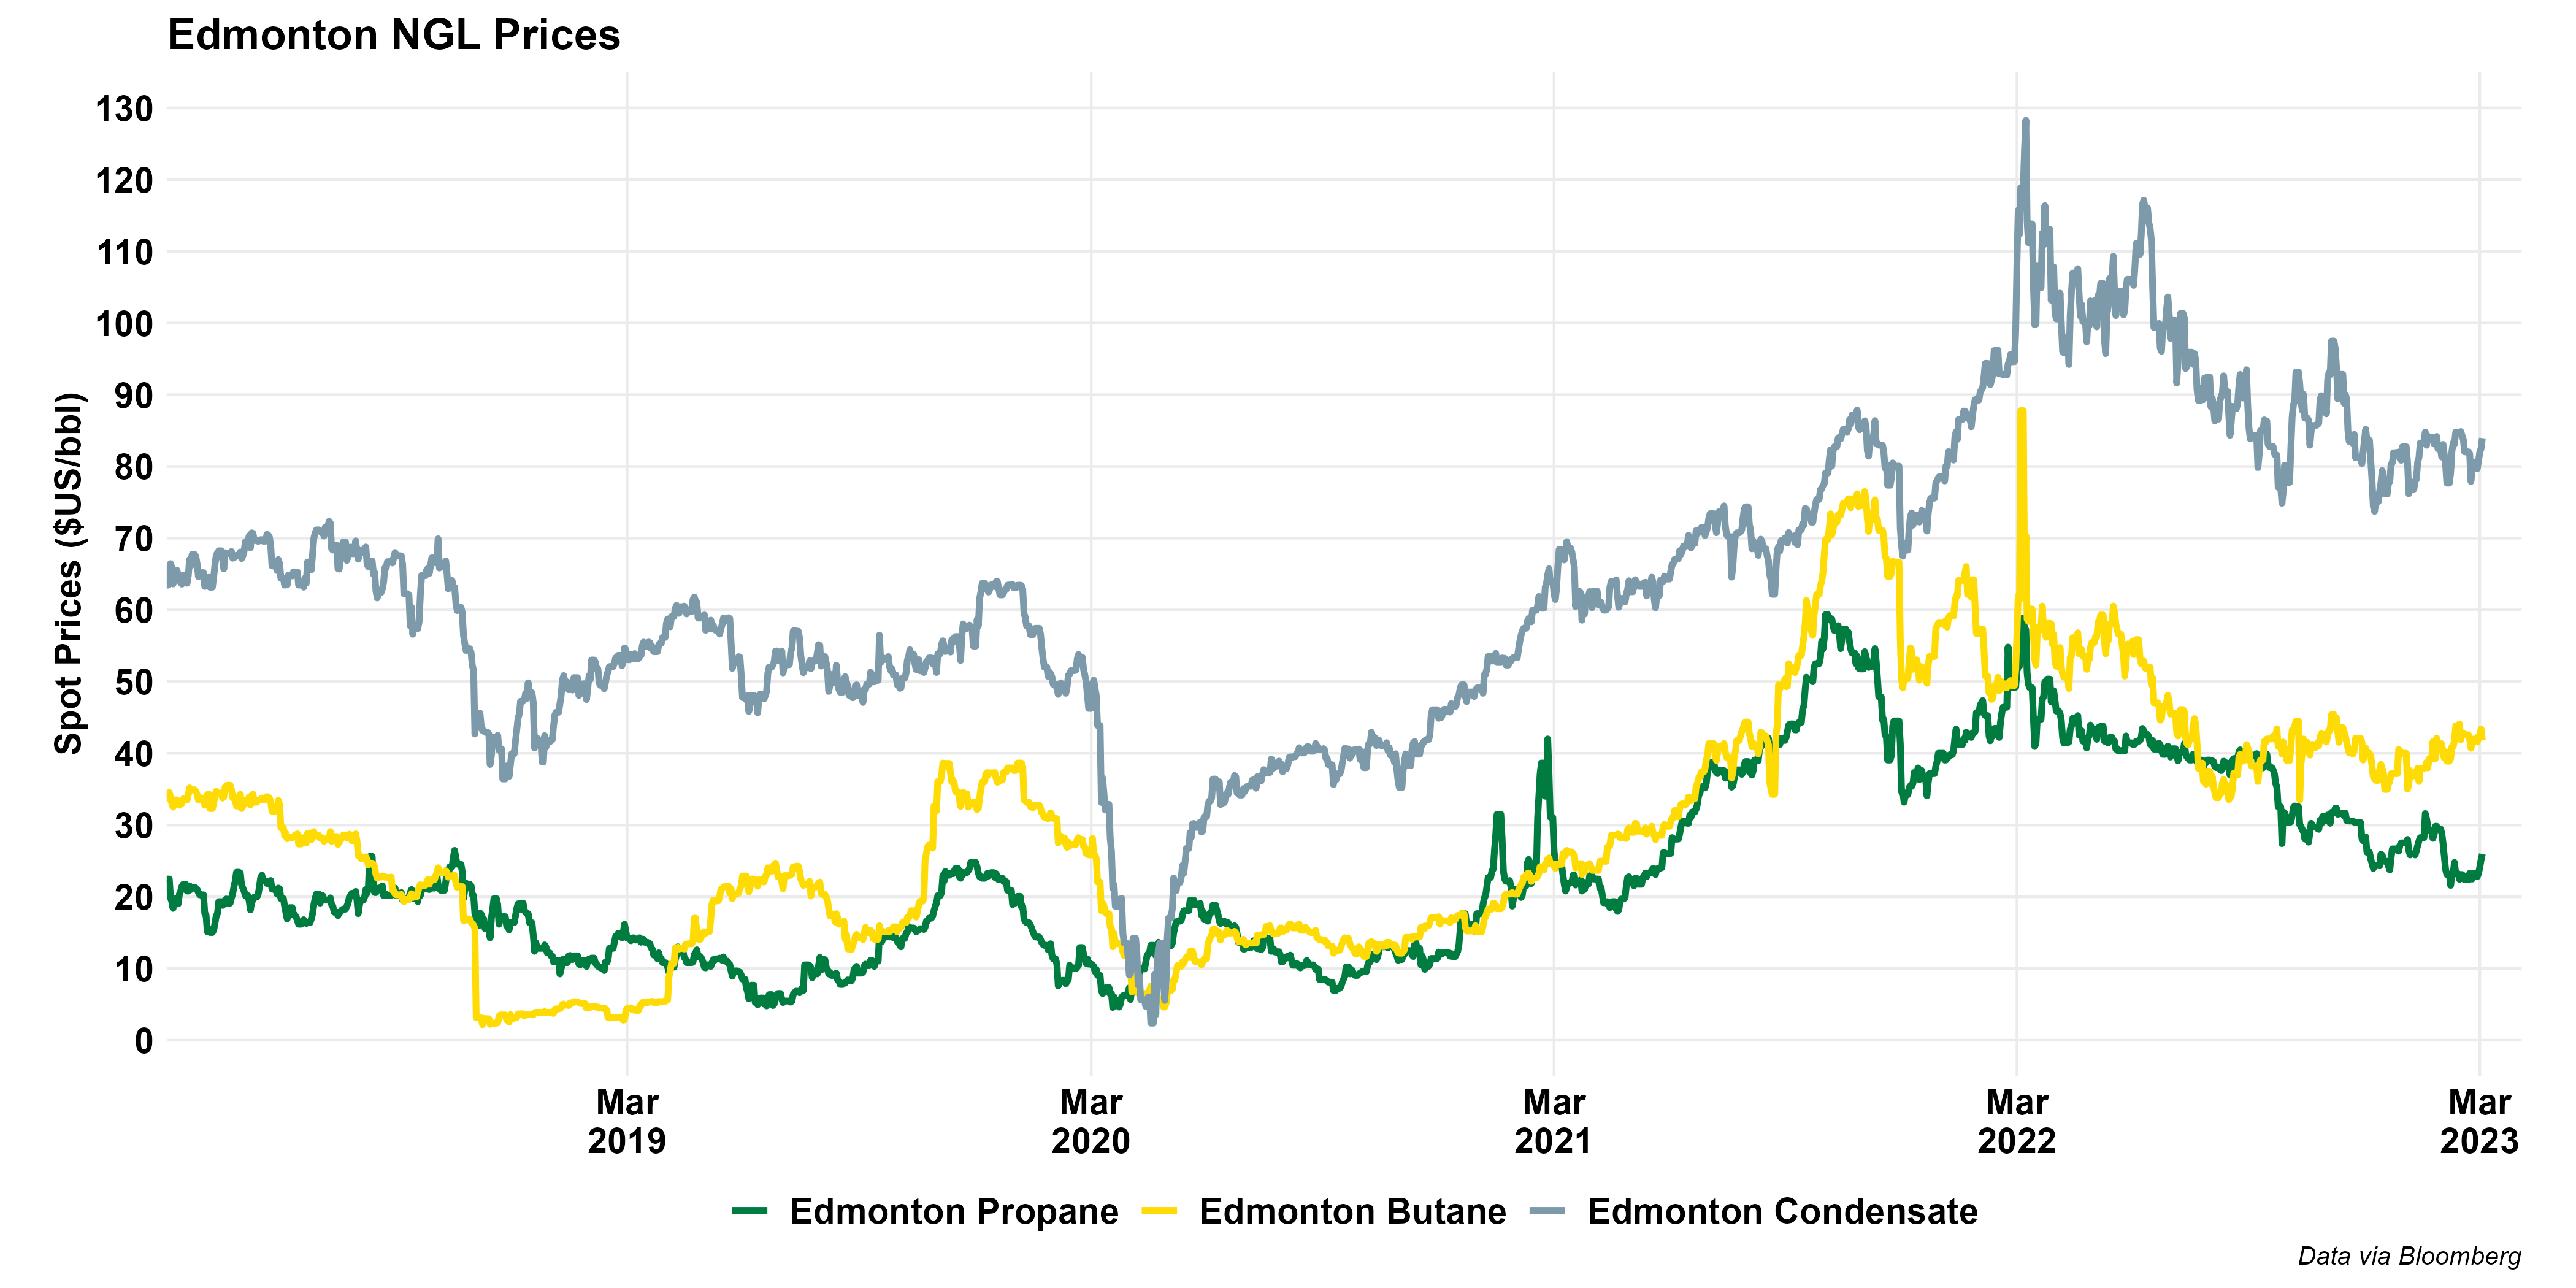 Edmonton NGL Prices
Spot Prices ($US/bbl)
130
120
110
100
90
80
70
60
50
40
30
20
10
0
Mar 2019
Mar 2020
Mar 2021
Mar 2022
Mar 2023
Edmonton Propane
Edmonton Butane
Edmonton Condensate
Data via Bloomberg